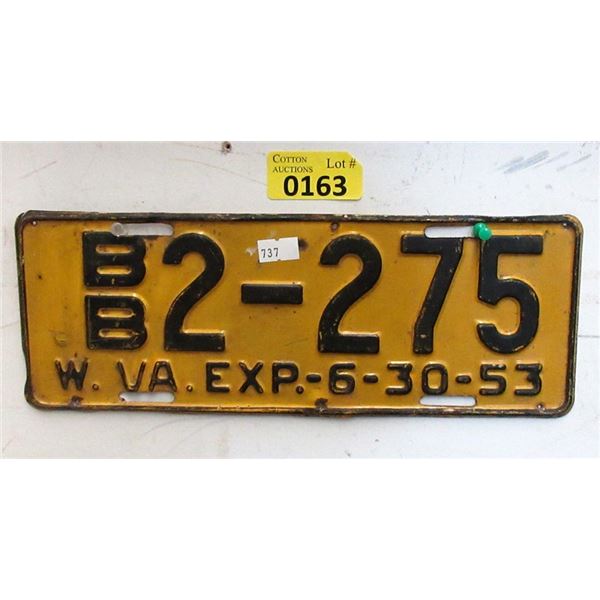 COTTON AUCTIONS Lot #
0163
737
BB 2-275
W. VA. EXP.-6-30-53